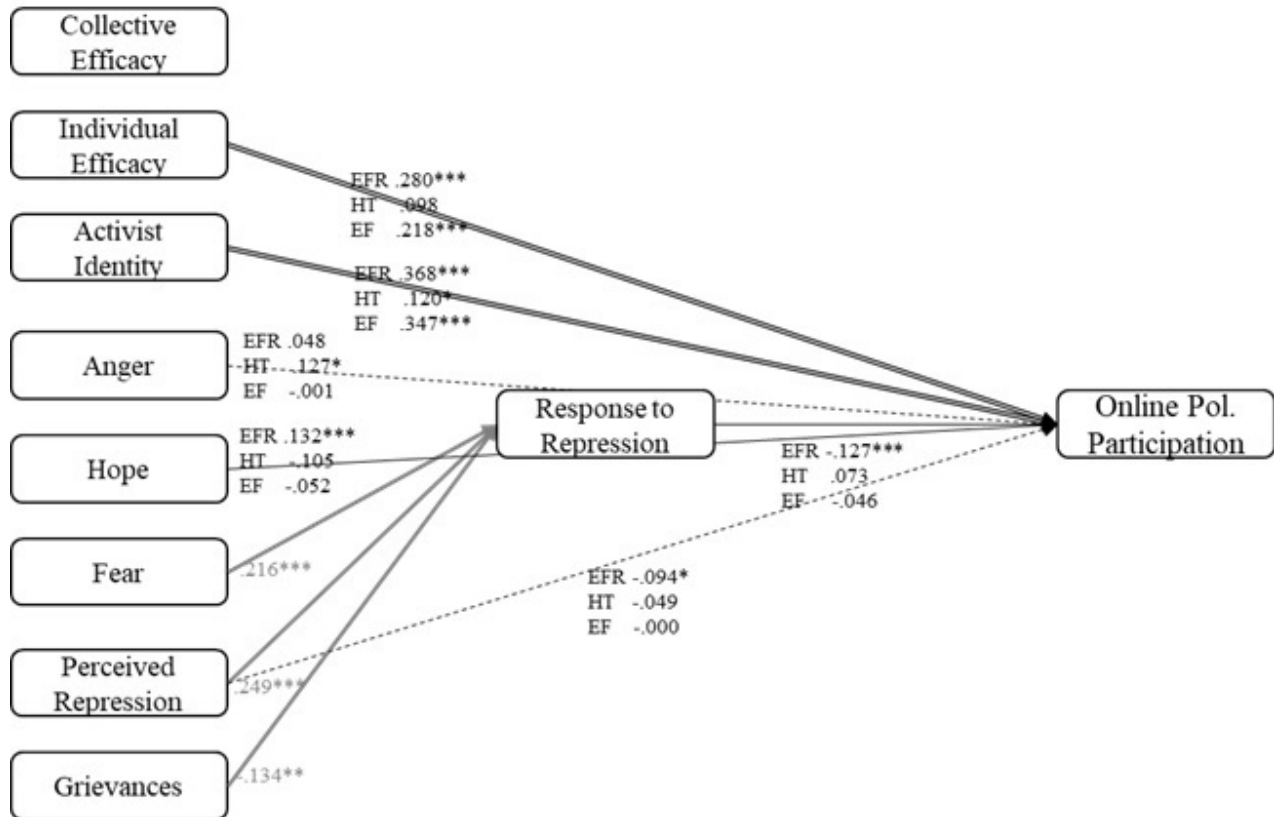 Collective
Efficacy
Individual
Efficacy
EFR .280***
HT .098
EF .218***
Activist
Identity
EFR .368***
HT .120*
EF .347***
Anger
EFR .048
HT .127*
EF -.001
Response to
Repression
Online Pol.
Participation
Hope
EFR .132***
HT -.105
EF -.052
EFR -.127***
HT .073
EF -.046
Fear
.216***
EFR -.094*
HT -.049
EF -.000
Perceived
Repression
.249***
Grievances
-.134**